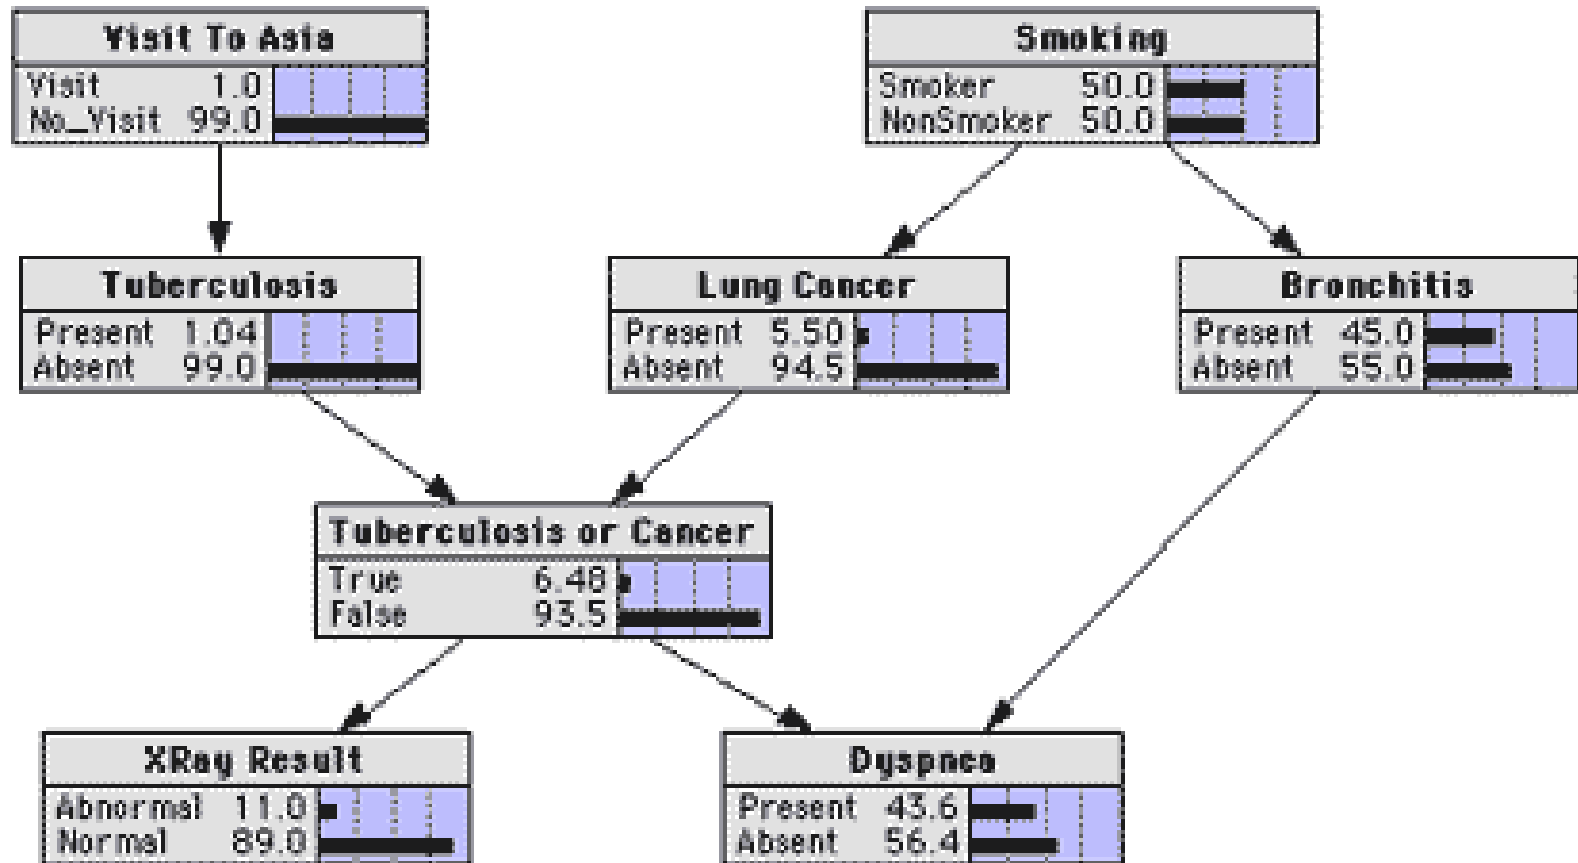 Visit To Asia
Visit 1.0
No_Visit 99.0
Smoking
Smoker 50.0
NonSmoker 50.0
Tuberculosis
Present 1.04
Absent 99.0
Lung Cancer
Present 5.50
Absent 94.5
Bronchitis
Present 45.0
Absent 55.0
Tuberculosis or Cancer
True 6.48
False 93.5
XRay Result
Abnormal 11.0
Normal 89.0
Dyspnea
Present 43.6
Absent 56.4